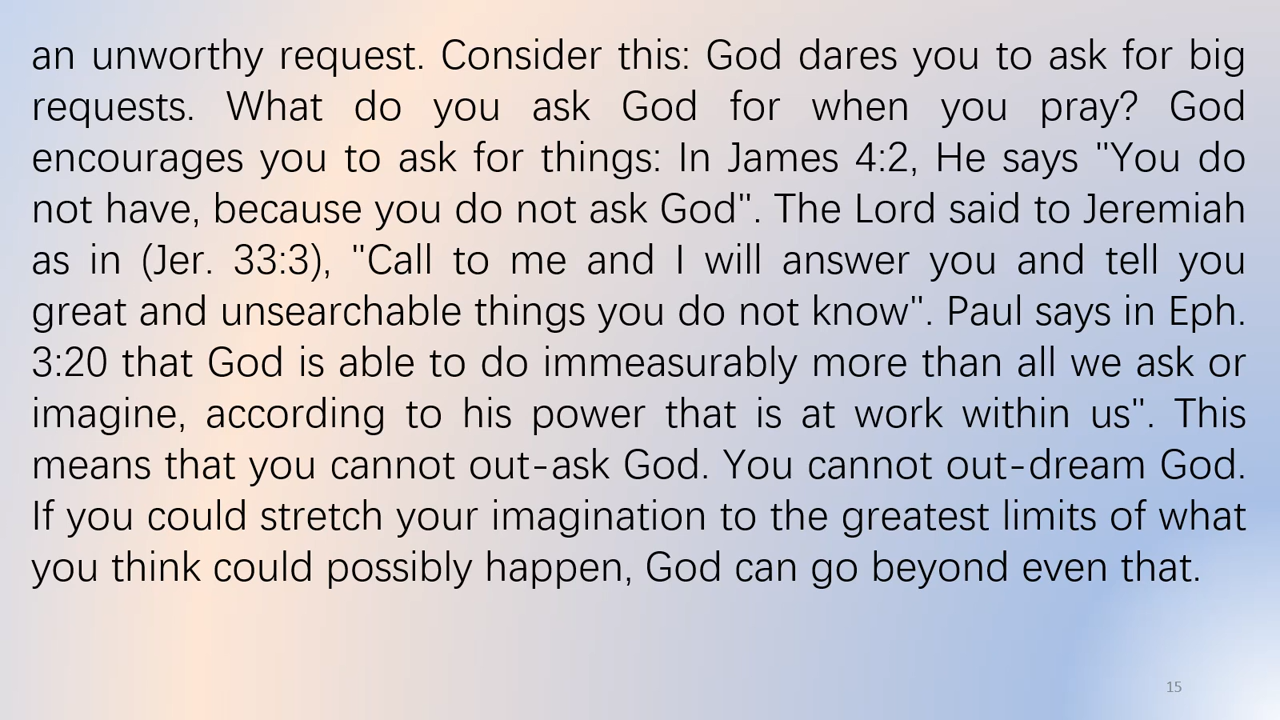 an unworthy request. Consider this: God dares you to ask for big
requests. What do you ask God for when you pray? God
encourages you to ask for things: In James 4:2, He says "You do
not have, because you do not ask God". The Lord said to Jeremiah
as in (Jer. 33:3), "Call to me and I will answer you and tell you
great and unsearchable things you do not know". Paul says in Eph.
3:20 that God is able to do immeasurably more than all we ask or
imagine, according to his power that is at work within us". This
means that you cannot out-ask God. You cannot out-dream God.
If you could stretch your imagination to the greatest limits of what
you think could possibly happen, God can go beyond even that.
15